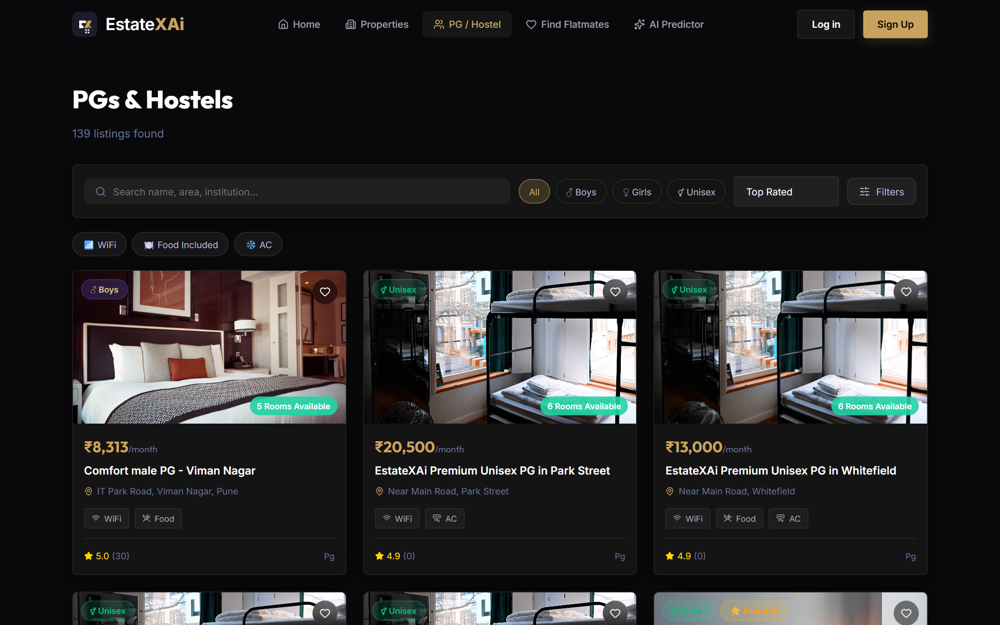 EstateXAi
Home
Properties
PG / Hostel
Find Flatmates
AI Predictor
Log in
Sign Up
PGs & Hostels
139 listings found
Search name, area, institution...
All
♂ Boys
♀ Girls
⚥ Unisex
Top Rated
Filters
WiFi
Food Included
AC
♂ Boys
5 Rooms Available
₹8,313/month
Comfort male PG - Viman Nagar
IT Park Road, Viman Nagar, Pune
WiFi
Food
5.0 (30)
Pg
⚥ Unisex
6 Rooms Available
₹20,500/month
EstateXAi Premium Unisex PG in Park Street
Near Main Road, Park Street
WiFi
AC
4.9 (0)
Pg
⚥ Unisex
6 Rooms Available
₹13,000/month
EstateXAi Premium Unisex PG in Whitefield
Near Main Road, Whitefield
WiFi
Food
AC
4.9 (0)
Pg
⚥ Unisex
⚥ Unisex
⚥ Unisex
Featured